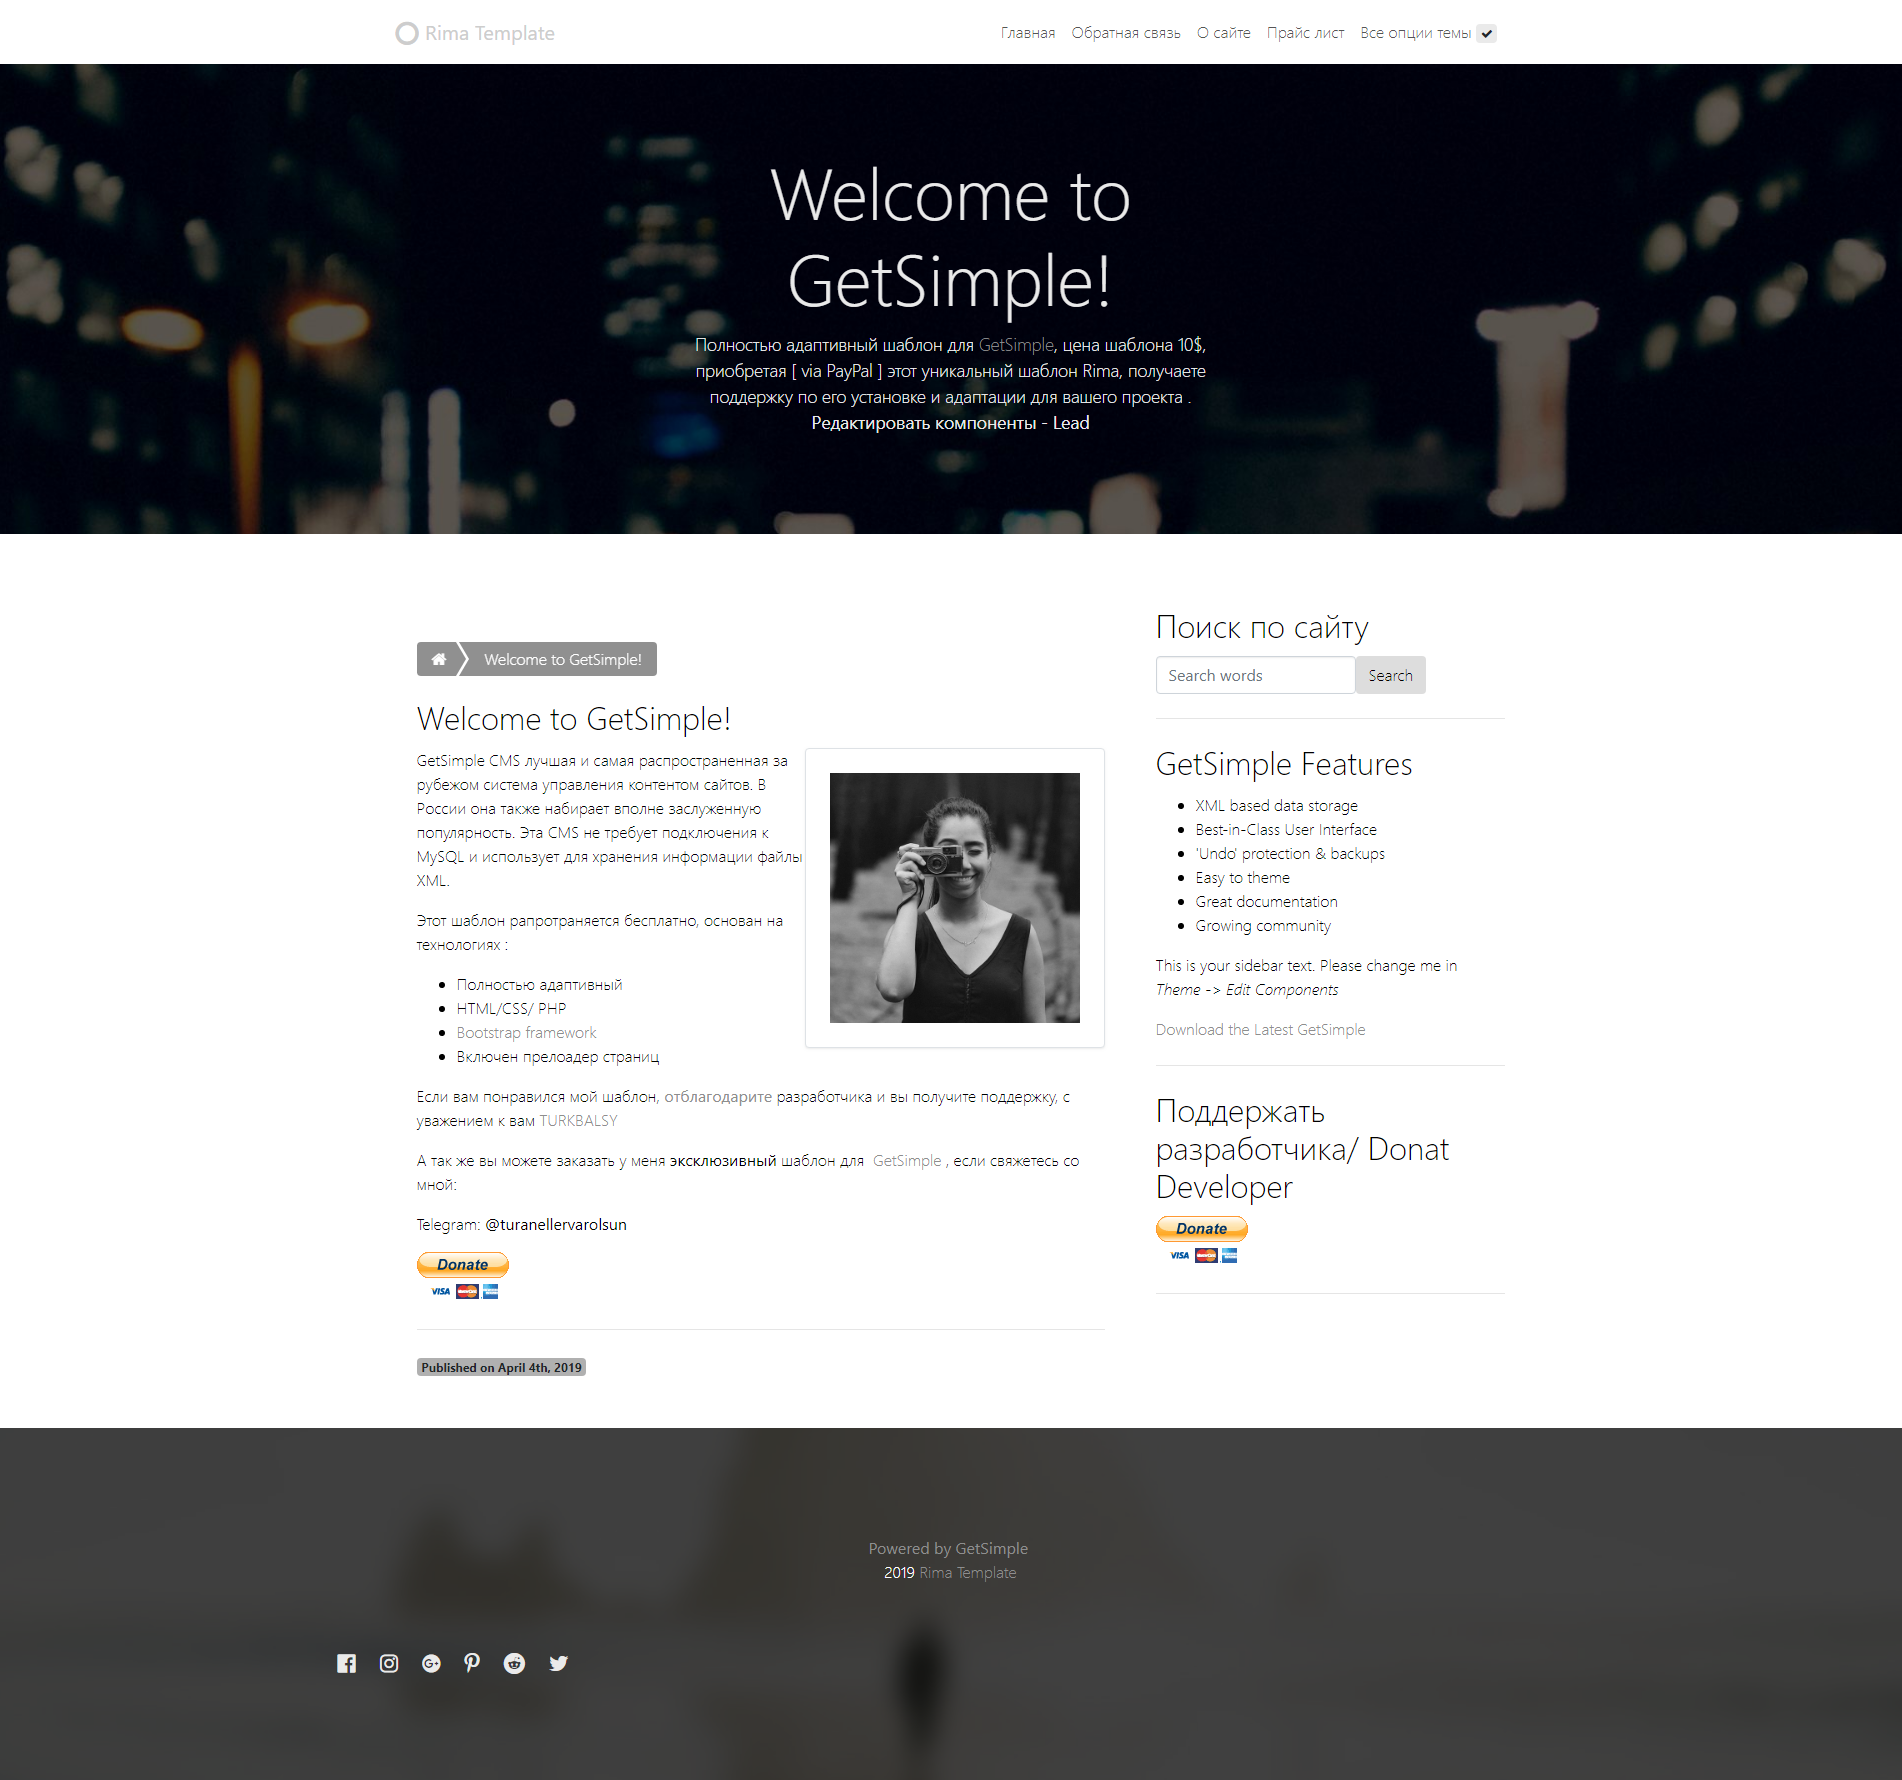 Rima Template
Главная Обратная связь О сайте Прайс лист Все опции темы
Welcome to
GetSimple!
Полностью адаптивный шаблон для GetSimple, цена шаблона 10$,
приобретая [ via PayPal ] этот уникальный шаблон Rima, получаете
поддержку по его установке и адаптации для вашего проекта .
Редактировать компоненты - Lead
Welcome to GetSimple!
Welcome to GetSimple!
GetSimple CMS лучшая и самая распространенная за
рубежом система управления контентом сайтов. В
России она также набирает вполне заслуженную
популярность. Эта CMS не требует подключения к
MySQL и использует для хранения информации файлы
XML.
Этот шаблон рапротраняется бесплатно, основан на
технологиях :
Полностью адаптивный
HTML/CSS/ PHP
Bootstrap framework
Включен прелоадер страниц
Если вам понравился мой шаблон, отблагодарите разработчика и вы получите поддержку, с
уважением к вам TURKBALSY
А так же вы можете заказать у меня эксклюзивный шаблон для GetSimple , если свяжетесь со
мной:
Telegram: @turanellervarolsun
Donate
VISA
Published on April 4th, 2019
Поиск по сайту
Search words Search
GetSimple Features
XML based data storage
Best-in-Class User Interface
'Undo' protection & backups
Easy to theme
Great documentation
Growing community
This is your sidebar text. Please change me in
Theme -> Edit Components
Download the Latest GetSimple
Поддержать
разработчика/ Donat
Developer
Donate
VISA
Powered by GetSimple
2019 Rima Template